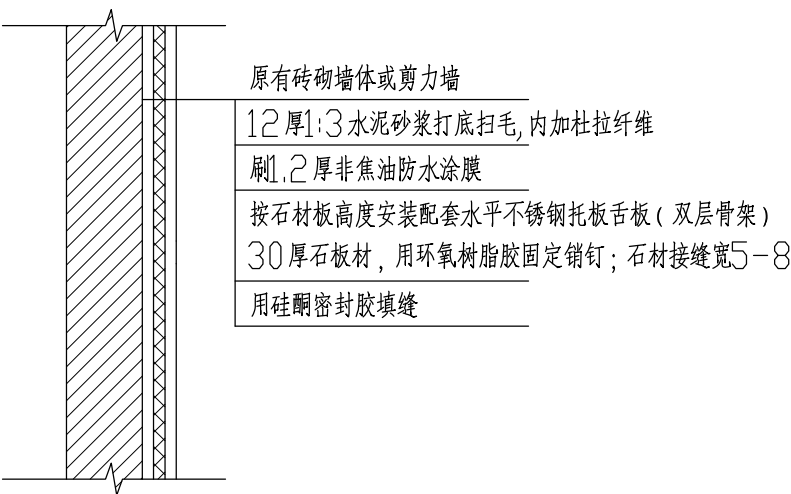 原有砖砌墙体或剪力墙
12厚1:3水泥砂浆打底扫毛,内加杜拉纤维
刷1.2厚非焦油防水涂膜
按石材板高度安装配套水平不锈钢托板舌板(双层骨架)
30厚石板材,用环氧树脂胶固定销钉;石材接缝宽5-8
用硅酮密封胶填缝